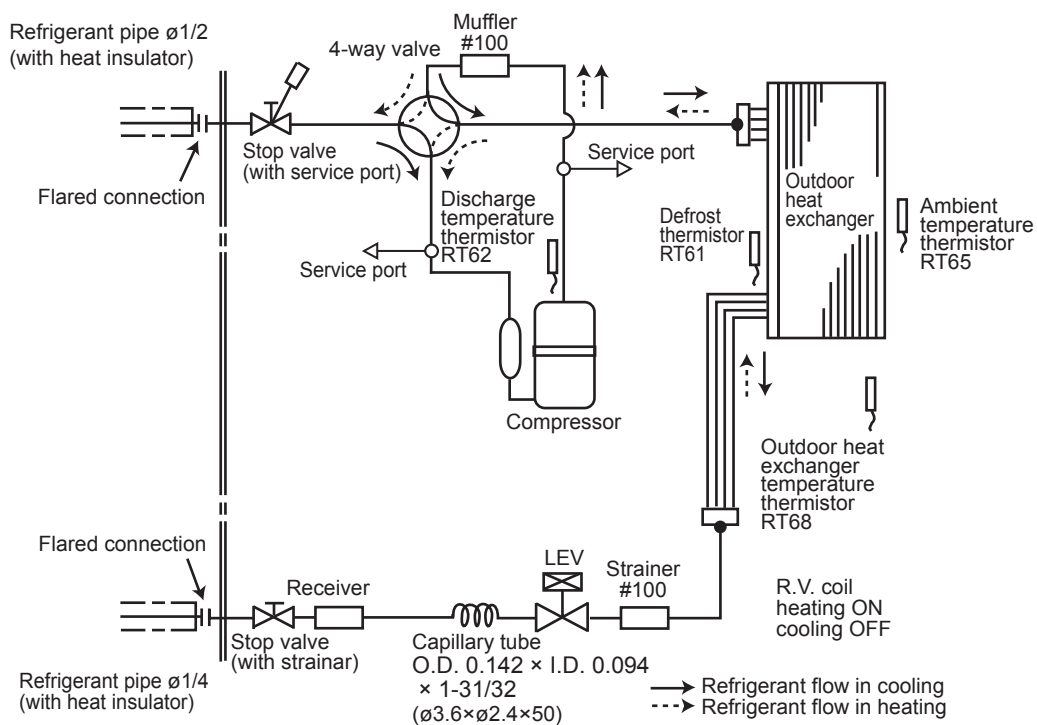 Refrigerant pipe ø1/2
(with heat insulator)
4-way valve
Muffler
#100
Stop valve
(with service port)
Flared connection
Service port
Discharge
temperature
thermistor
RT62
Service port
Compressor
Outdoor
heat
exchanger
Defrost
thermistor
RT61
Ambient
temperature
thermistor
RT65
Outdoor heat
exchanger
temperature
thermistor
RT68
Flared connection
Receiver
LEV
Strainer
#100
R.V. coil
heating ON
cooling OFF
Stop valve
(with strainar)
Capillary tube
O.D. 0.142 × I.D. 0.094
× 1-31/32
(ø3.6×ø2.4×50)
Refrigerant pipe ø1/4
(with heat insulator)
Refrigerant flow in cooling
Refrigerant flow in heating